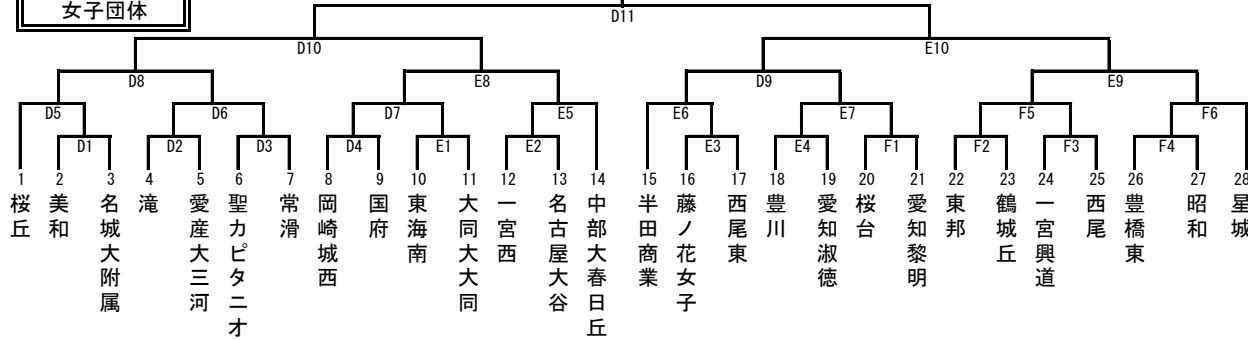 女子団体
D11
D10
E10
D8
E8
D9
E9
D5
D6
D7
E5
E6
E7
F5
F6
D1
D2
D3
D4
E1
E2
E3
E4
F1
F2
F3
F4
1 2 3 4 5 6 7 8 9 10 11 12 13 14 15 16 17 18 19 20 21 22 23 24 25 26 27 28
桜丘
美和
名城大附属
滝
愛産大三河
聖カピタニオ
常滑
岡崎城西
国府
東海南
大同大大同
一宮西
名古屋大谷
中部大春日丘
半田商業
藤ノ花女子
西尾東
豊川
愛知淑徳
桜台
愛知黎明
東邦
鶴城丘
一宮興道
西尾
豊橋東
昭和
星城